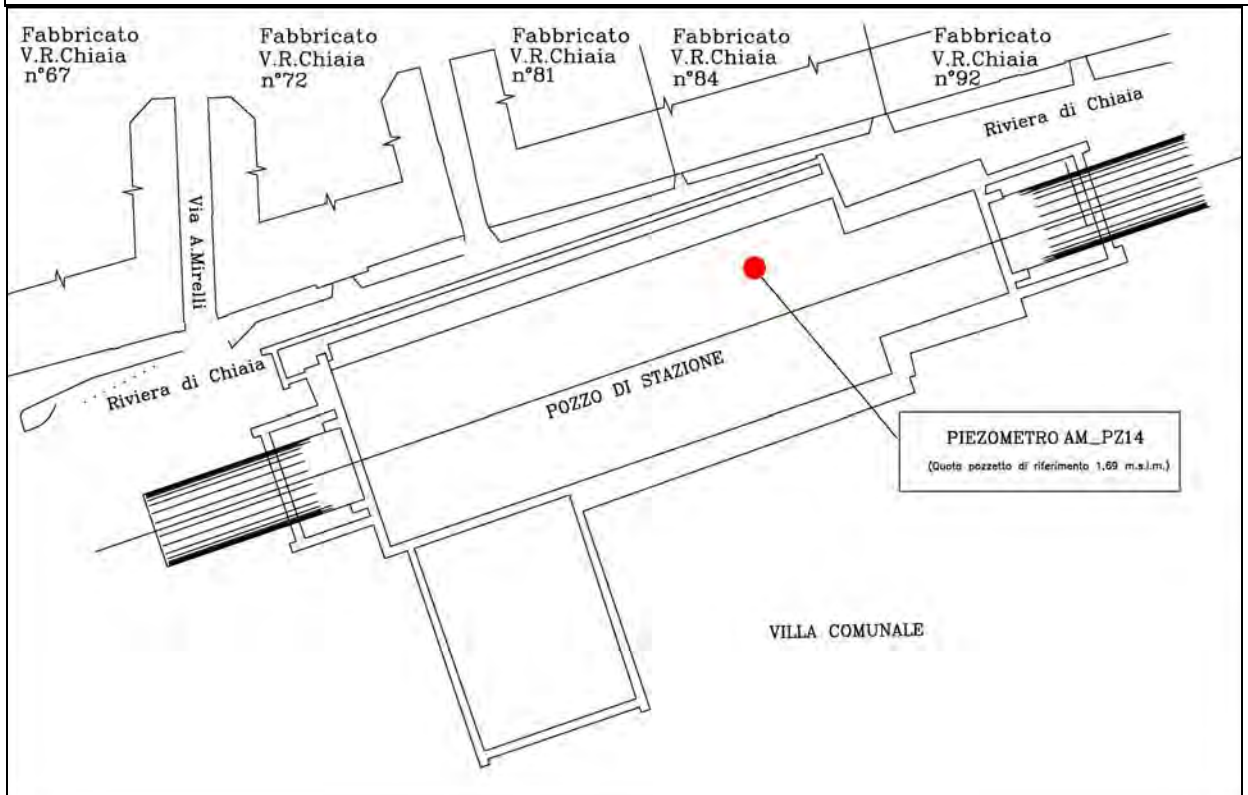 Fabbricato
V.R.Chiaia
n°67
Fabbricato
V.R.Chiaia
n°72
Fabbricato
V.R.Chiaia
n°81
Fabbricato
V.R.Chiaia
n°84
Fabbricato
V.R.Chiaia
n°92
Riviera di Chiaia
Via A.Mirelli
Riviera di Chiaia
POZZO DI STAZIONE
PIEZOMETRO AM_PZ14
(Quota pozzetto di riferimento 1,69 m.s.l.m.)
VILLA COMUNALE